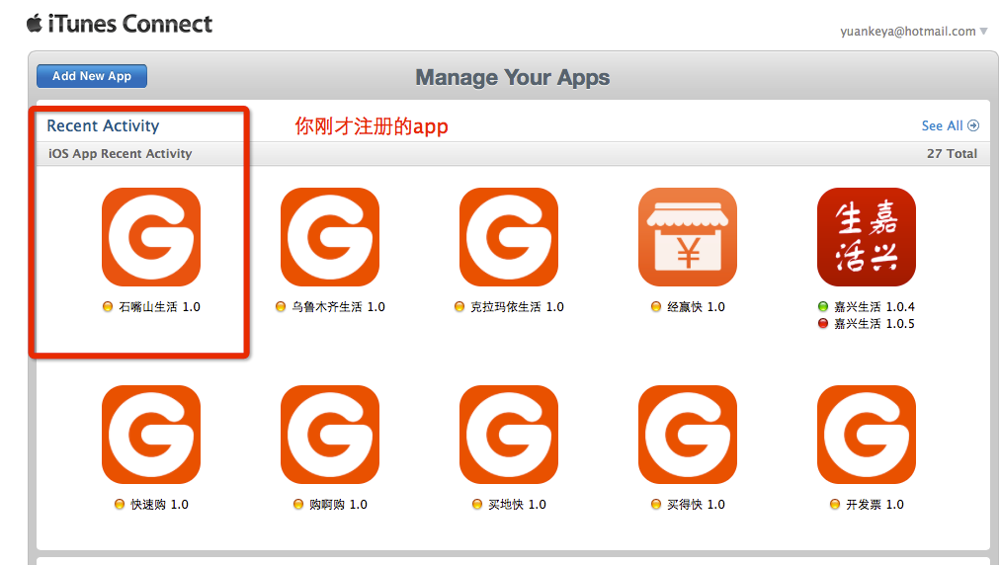 iTunes Connect
yuankeya@hotmail.com
Add New App
Manage Your Apps
Recent Activity
你刚才注册的app
See All
iOS App Recent Activity
27 Total
生活 嘉兴
石嘴山生活 1.0
乌鲁木齐生活 1.0
克拉玛依生活 1.0
经赢快 1.0
嘉兴生活 1.0.4
嘉兴生活 1.0.5
快速购 1.0
购啊购 1.0
买地快 1.0
买得快 1.0
开发票 1.0